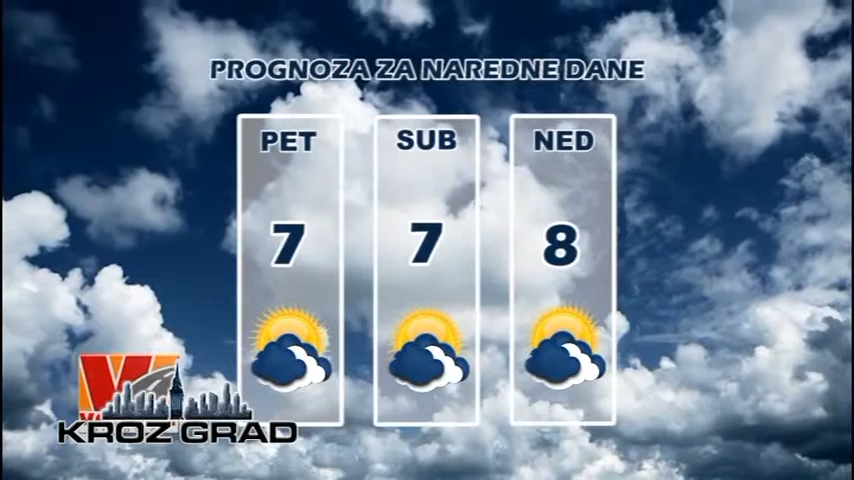 PROGNOZA ZA NAREDNE DANE
PET SUB NED
7 7 8
KROZ GRAD